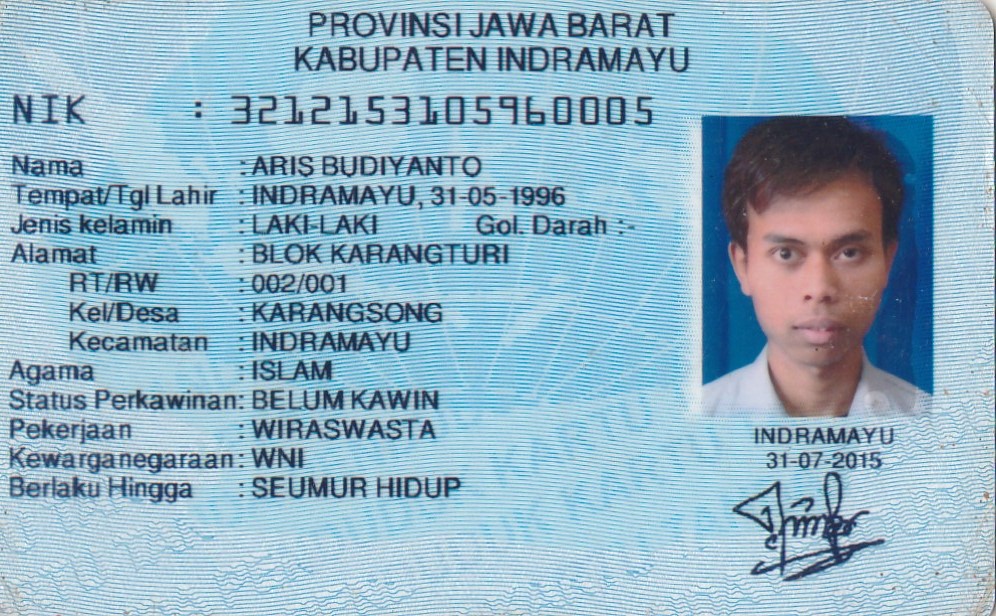 PROVINSI JAWA BARAT
KABUPATEN INDRAMAYU
NIK : 3212153105960005
Nama : ARIS BUDIYANTO
Tempat/Tgl Lahir : INDRAMAYU, 31-05-1996
Jenis kelamin : LAKI-LAKI Gol. Darah :-
Alamat : BLOK KARANGTURI
RT/RW : 002/001
Kel/Desa : KARANGSONG
Kecamatan : INDRAMAYU
Agama : ISLAM
Status Perkawinan: BELUM KAWIN
Pekerjaan : WIRASWASTA
Kewarganegaraan: WNI
Berlaku Hingga : SEUMUR HIDUP
INDRAMAYU
31-07-2015